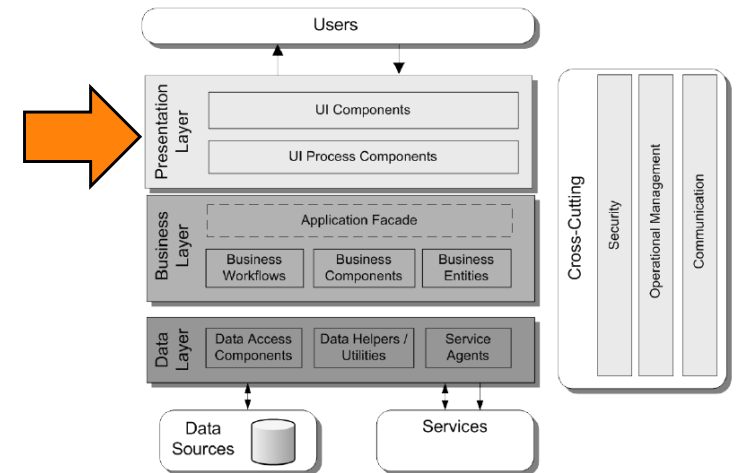 Users
Presentation
Layer
UI Components
UI Process Components
Business
Layer
Application Facade
Business
Workflows
Business
Components
Business
Entities
Data
Layer
Data Access
Components
Data Helpers /
Utilities
Service
Agents
Data
Sources
Services
Cross-Cutting
Security
Operational Management
Communication